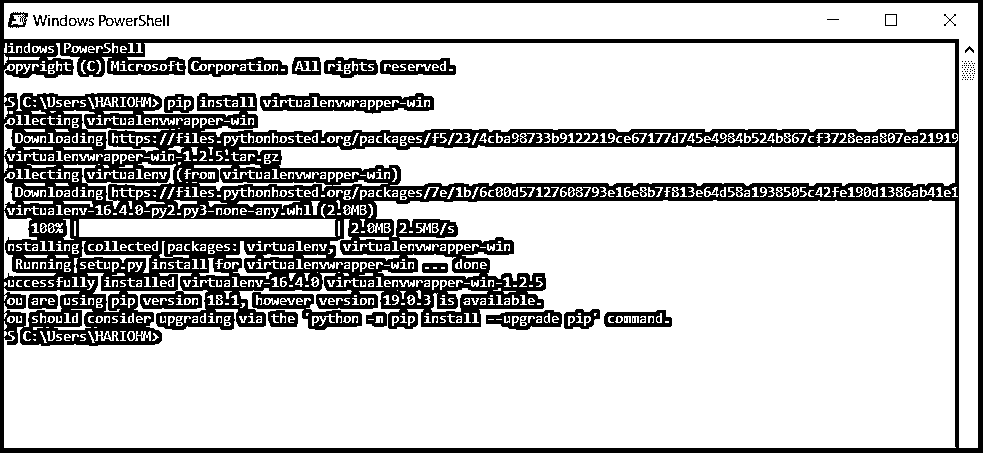 Windows PowerShell
indows PowerShell
opyright (C) Microsoft Corporation. All rights reserved.
S C:\Users\HARIOHM> pip install virtualenvwrapper-win
ollecting virtualenvwrapper-win
Downloading https://files.pythonhosted.org/packages/f5/23/4cba98733b9122219ce67177d745e4984b524b867cf3728eaa807ea21919
virtualenvwrapper-win-1.2.5.tar.gz
ollecting virtualenv (from virtualenvwrapper-win)
Downloading https://files.pythonhosted.org/packages/7e/1b/6c00d57127608793e16e8b7f813e64d58a1938505c42fe190d1386ab41e1
virtualenv-16.4.0-py2.py3-none-any.whl (2.0MB)
100% | | 2.0MB 2.5MB/s
nstalling collected packages: virtualenv, virtualenvwrapper-win
Running setup.py install for virtualenvwrapper-win ... done
uccessfully installed virtualenv-16.4.0 virtualenvwrapper-win-1.2.5
ou are using pip version 18.1, however version 19.0.3 is available.
ou should consider upgrading via the 'python -m pip install --upgrade pip' command.
S C:\Users\HARIOHM>